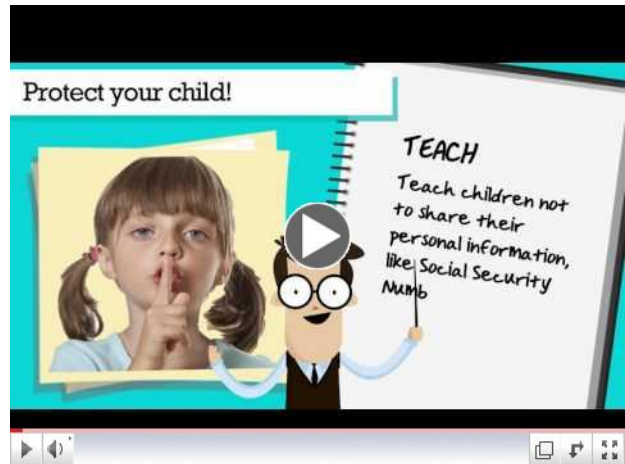 Protect your child!
TEACH
Teach children not
to share their
personal information,
like Social Security
Numb